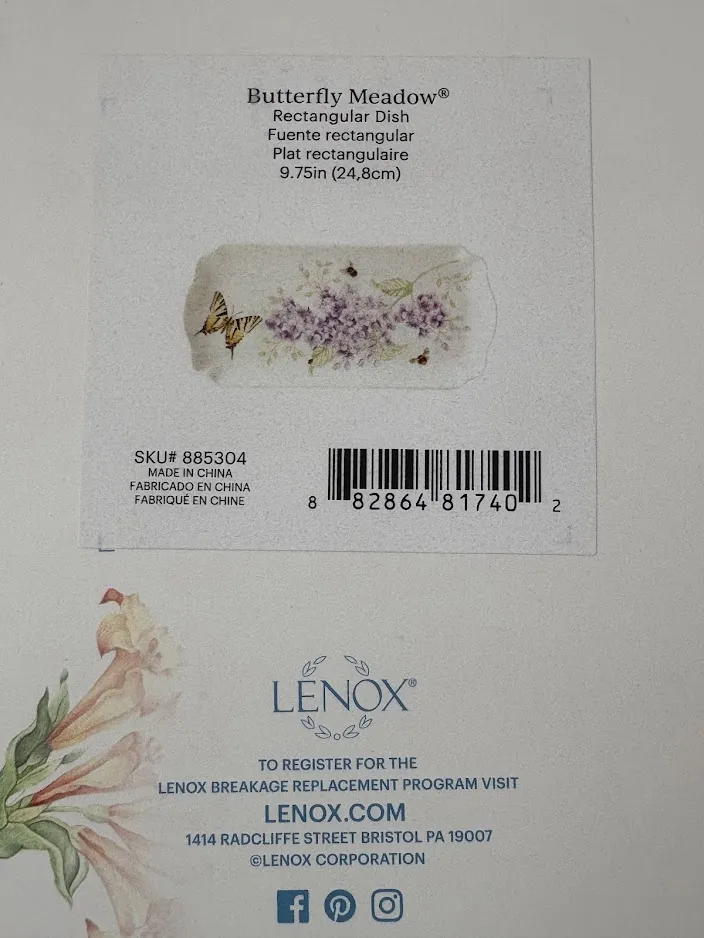 Butterfly Meadow®
Rectangular Dish
Fuente rectangular
Plat rectangulaire
9.75in (24,8cm)
SKU# 885304
MADE IN CHINA
FABRICADO EN CHINA
FABRIQUÉ EN CHINE
8 82864 81740 2
LENOX®
TO REGISTER FOR THE
LENOX BREAKAGE REPLACEMENT PROGRAM VISIT
LENOX.COM
1414 RADCLIFFE STREET BRISTOL PA 19007
©LENOX CORPORATION